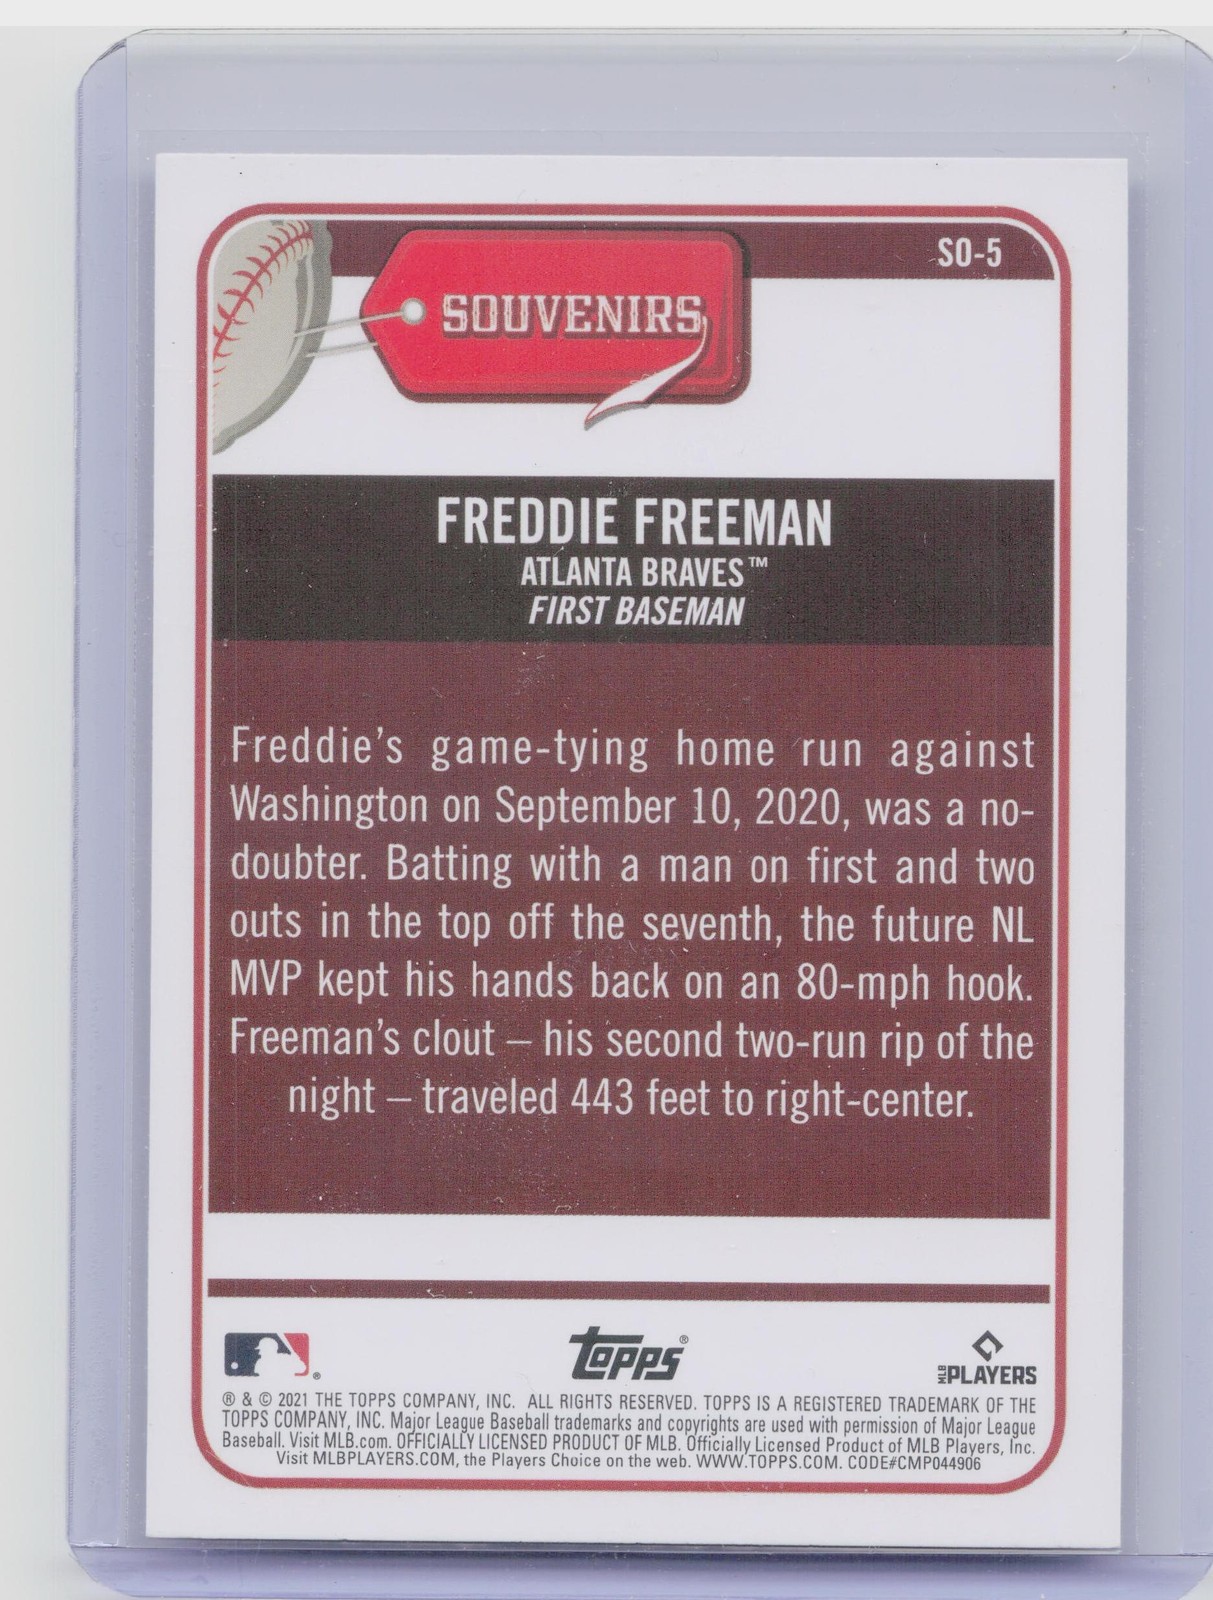 SO-5
SOUVENIRS
FREDDIE FREEMAN
ATLANTA BRAVES™
FIRST BASEMAN
Freddie's game-tying home run against
Washington on September 10, 2020, was a no-
doubter. Batting with a man on first and two
outs in the top off the seventh, the future NL
MVP kept his hands back on an 80-mph hook.
Freeman's clout – his second two-run rip of the
night – traveled 443 feet to right-center.
®
topps®
MLB PLAYERS
® & © 2021 THE TOPPS COMPANY, INC. ALL RIGHTS RESERVED. TOPPS IS A REGISTERED TRADEMARK OF THE
TOPPS COMPANY, INC. Major League Baseball trademarks and copyrights are used with permission of Major League
Baseball. Visit MLB.com. OFFICIALLY LICENSED PRODUCT OF MLB. Officially Licensed Product of MLB Players, Inc.
Visit MLBPLAYERS.COM, the Players Choice on the web. WWW.TOPPS.COM. CODE#CMP044906